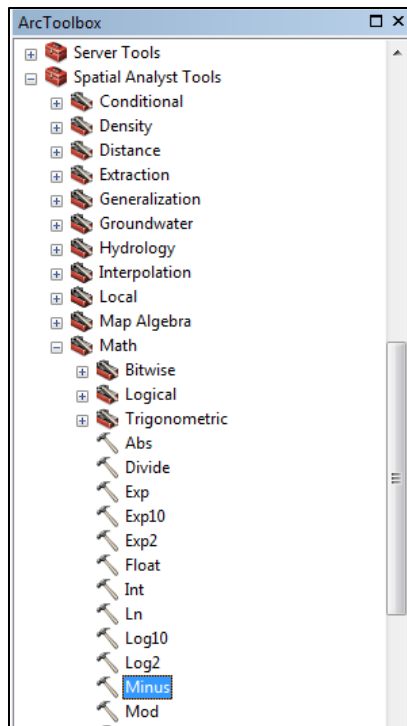 ArcToolbox
Server Tools
Spatial Analyst Tools
Conditional
Density
Distance
Extraction
Generalization
Groundwater
Hydrology
Interpolation
Local
Map Algebra
Math
Bitwise
Logical
Trigonometric
Abs
Divide
Exp
Exp10
Exp2
Float
Int
Ln
Log10
Log2
Minus
Mod